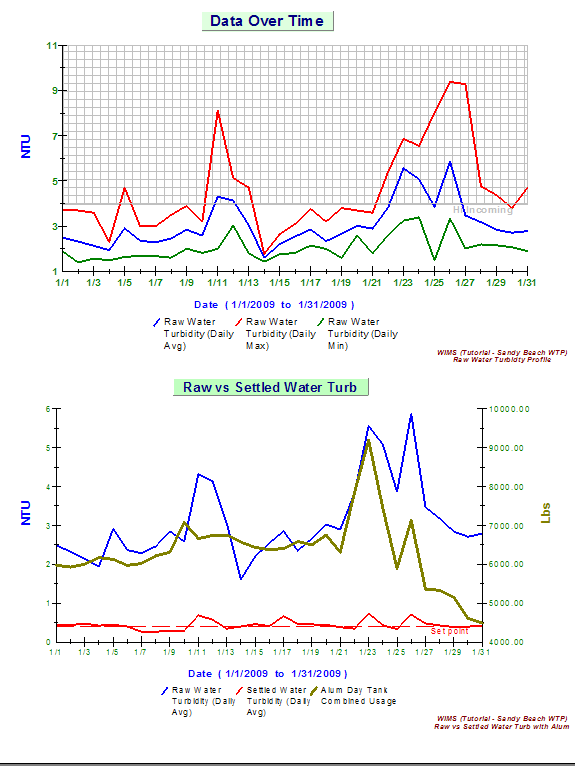 Data Over Time
11
9
7
5
3
1
NTU
Hi Incoming
1/1 1/3 1/5 1/7 1/9 1/11 1/13 1/15 1/17 1/19 1/21 1/23 1/25 1/27 1/29 1/31
Date ( 1/1/2009 to 1/31/2009 )
Raw Water Turbidity (Daily Avg)
Raw Water Turbidity (Daily Max)
Raw Water Turbidity (Daily Min)
WIMS (Tutorial - Sandy Beach WTP)
Raw Water Turbidty Profile
Raw vs Settled Water Turb
6
5
4
3
2
1
0
NTU
10000.00
9000.00
8000.00
7000.00
6000.00
5000.00
4000.00
Lbs
Set point
1/1 1/3 1/5 1/7 1/9 1/11 1/13 1/15 1/17 1/19 1/21 1/23 1/25 1/27 1/29 1/31
Date ( 1/1/2009 to 1/31/2009 )
Raw Water Turbidity (Daily Avg)
Settled Water Turbidity (Daily Avg)
Alum Day Tank Combined Usage
WIMS (Tutorial - Sandy Beach WTP)
Raw vs Settled Water Turb with Alum